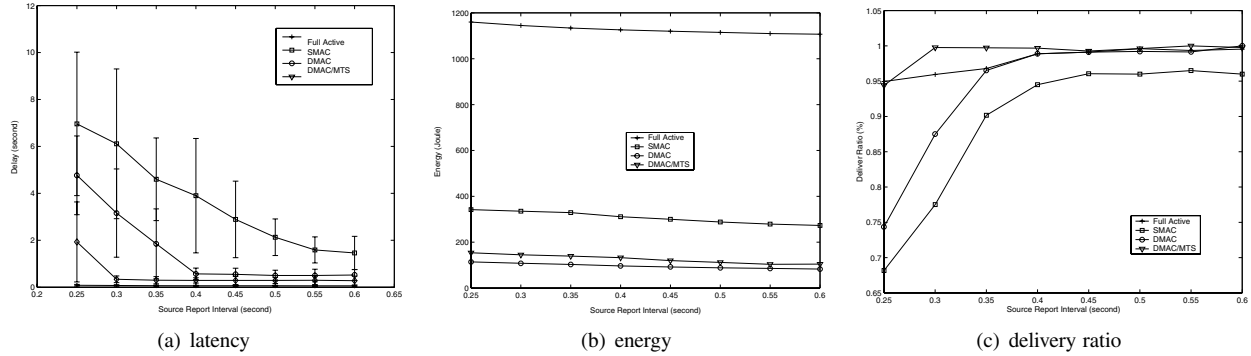 12
10
8
6
4
2
0
Delay (second)
Full Active
SMAC
DMAC
DMAC/MTS
0.2 0.25 0.3 0.35 0.4 0.45 0.5 0.55 0.6 0.65
Source Report Interval (second)
(a) latency
1200
1000
800
600
400
200
0
Energy (Joule)
Full Active
SMAC
DMAC
DMAC/MTS
0.25 0.3 0.35 0.4 0.45 0.5 0.55 0.6
Source Report Interval (second)
(b) energy
1.05
1
0.95
0.9
0.85
0.8
0.75
0.7
0.65
Deliver Ratio (%)
Full Active
SMAC
DMAC
DMAC/MTS
0.25 0.3 0.35 0.4 0.45 0.5 0.55 0.6
Source Report Interval (second)
(c) delivery ratio